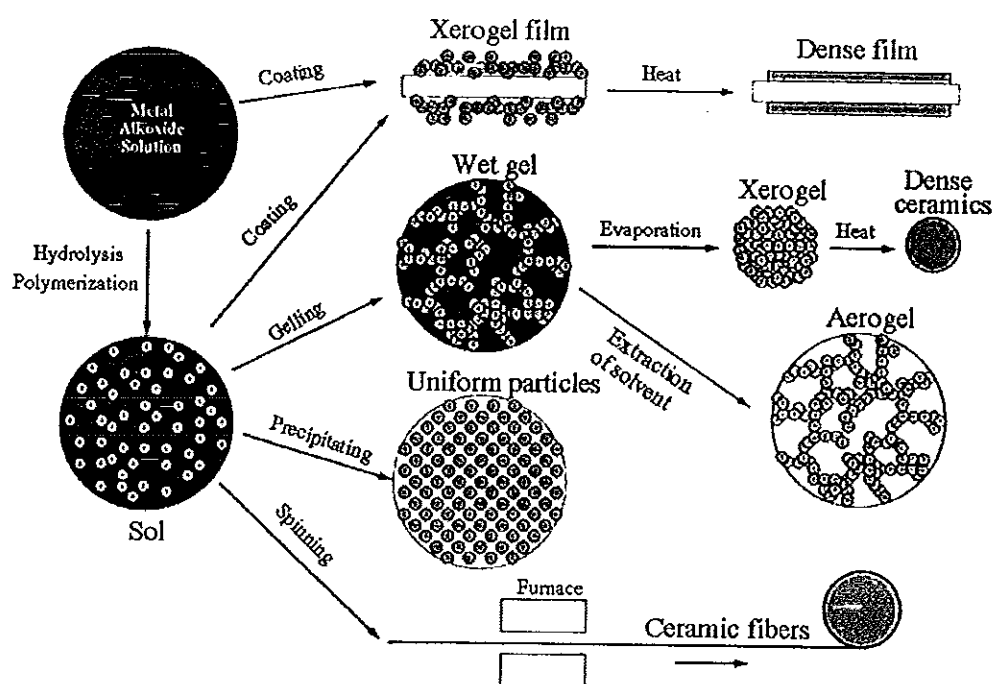 Xerogel film
Dense film
Coating
Heat
Metal
Alkoxide
Solution
Wet gel
Xerogel
Dense
ceramics
Coating
Hydrolysis
Polymerization
Evaporation
Heat
Gelling
Aerogel
Extraction
of solvent
Uniform particles
Precipitating
Sol
Spinning
Furnace
Ceramic fibers